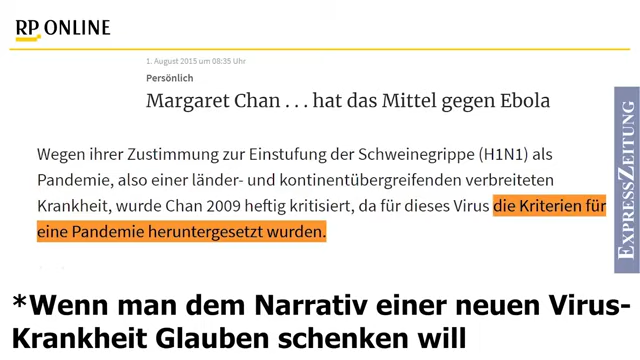 RP ONLINE
1. August 2015 um 08:35 Uhr
Persönlich
Margaret Chan . . . hat das Mittel gegen Ebola
Wegen ihrer Zustimmung zur Einstufung der Schweinegrippe (H1N1) als
Pandemie, also einer länder- und kontinentübergreifenden verbreiteten
Krankheit, wurde Chan 2009 heftig kritisiert, da für dieses Virus die Kriterien für
eine Pandemie heruntergesetzt wurden.
EXPRESSZEITUNG
*Wenn man dem Narrativ einer neuen Virus-
Krankheit Glauben schenken will